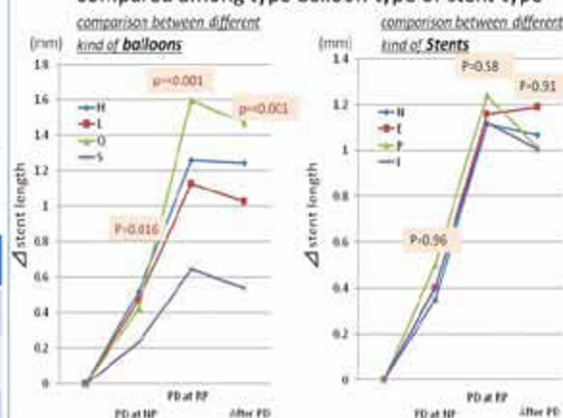 compared among type balloon type of stent type
comparison between different
kind of balloons
(mm)
1.8
1.6
1.4
1.2
1
0.8
0.6
0.4
0.2
0
⊿ stent length
H
L
O
S
P=0.016
p=<0.001
p=<0.001
PD at NP
PD at RP
After PD
comparison between different
kind of Stents
(mm)
1.4
1.2
1
0.8
0.6
0.4
0.2
0
⊿ stent length
N
E
P
I
P=0.96
P=0.58
P=0.91
PD at NP
PD at RP
After PD